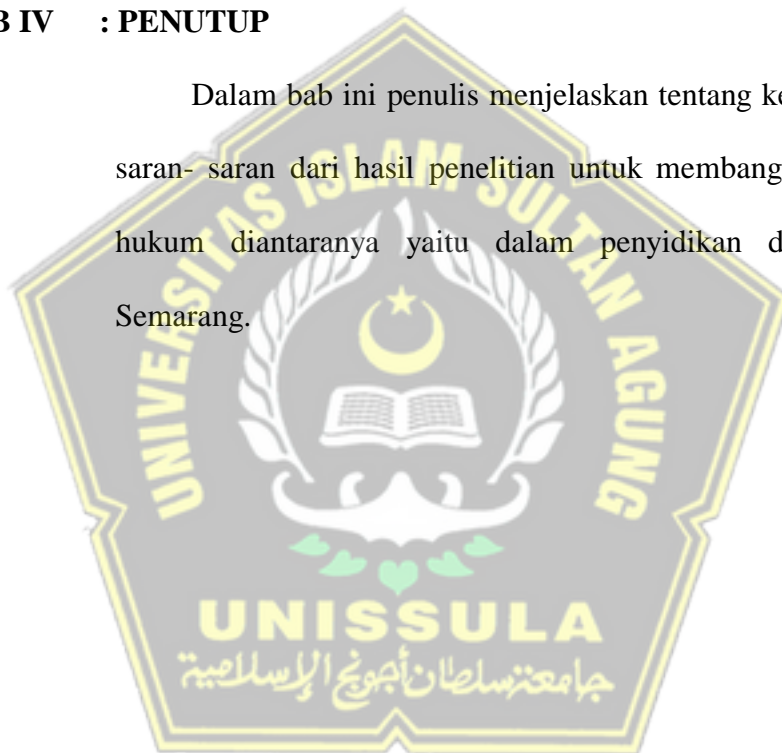 B IV : PENUTUP
Dalam bab ini penulis menjelaskan tentang ke
saran- saran dari hasil penelitian untuk membang
hukum diantaranya yaitu dalam penyidikan d
Semarang.
UNIVERSITAS ISLAM SULTAN AGUNG
UNISSULA
جامعة سلطان أجونج الإسلامية